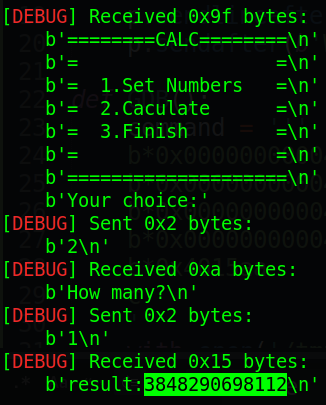 [DEBUG] Received 0x9f bytes:
    b'========CALC========\n'
    b'=                  =\n'
    b'=  1.Set Numbers   =\n'
    b'=  2.Caculate      =\n'
    b'=  3.Finish        =\n'
    b'=                  =\n'
    b'====================\n'
    b'Your choice:'
[DEBUG] Sent 0x2 bytes:
    b'2\n'
[DEBUG] Received 0xa bytes:
    b'How many?\n'
[DEBUG] Sent 0x2 bytes:
    b'1\n'
[DEBUG] Received 0x15 bytes:
    b'result:3848290698112\n'